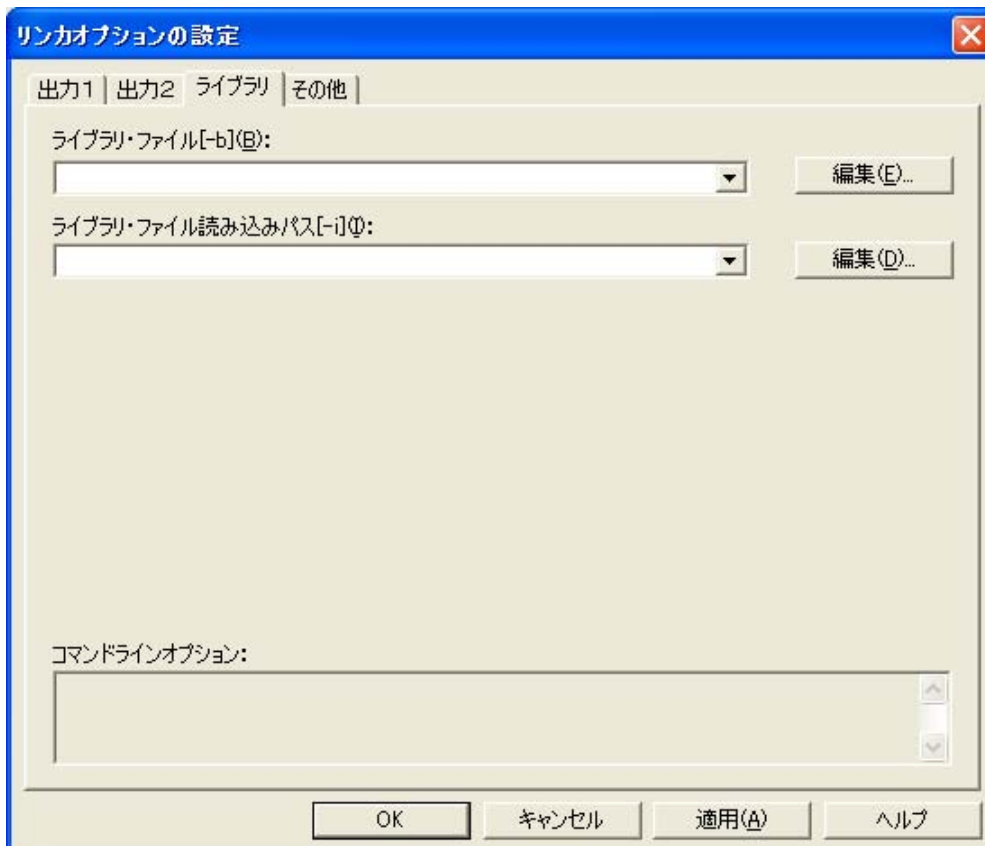 リンカオプションの設定
出力1 出力2 ライブラリ その他
ライブラリ・ファイル[-b](B):
編集(E)...
ライブラリ・ファイル読み込みパス[-i](I):
編集(D)...
コマンドラインオプション:
OK キャンセル 適用(A) ヘルプ